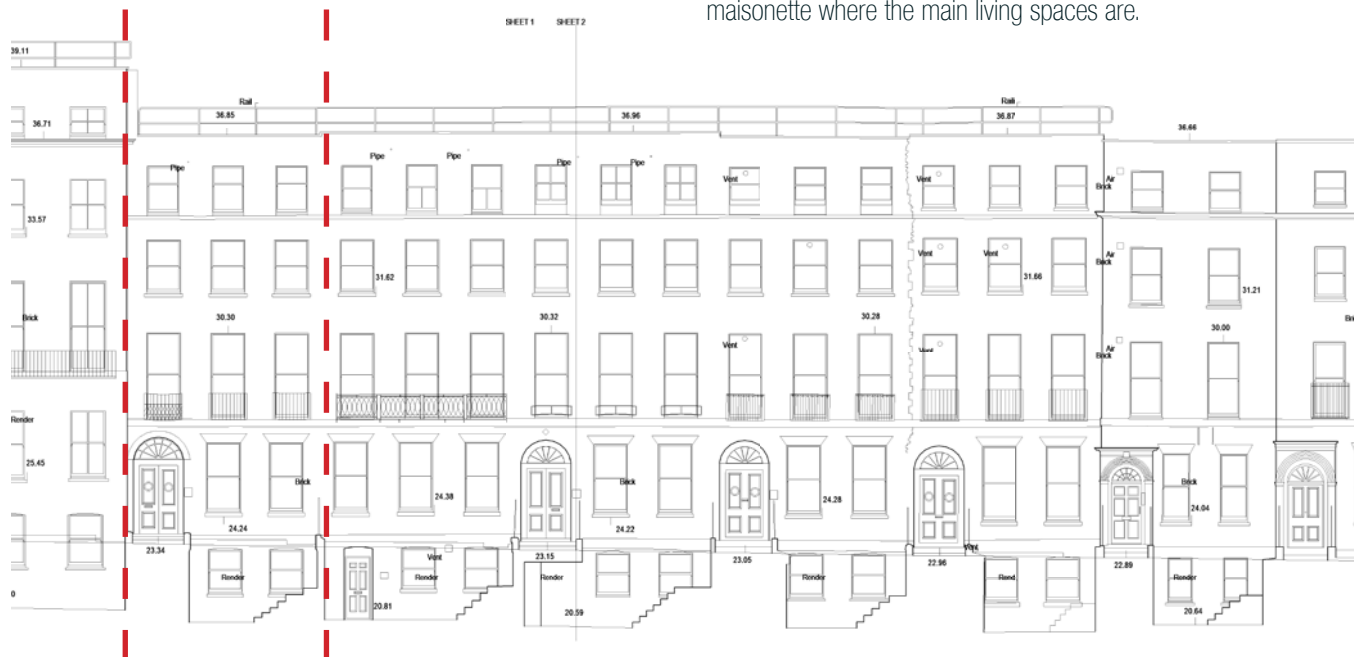 maisonette where the main living spaces are.
SHEET 1 SHEET 2
39.11
Rail Raili
36.85 36.96 36.87
36.71 36.66
Pipe Pipe Pipe Pipe Pipe
Vent Vent Air
Brick
33.57
Vent Vent Air
Brick
31.62 31.66 31.21
30.30 30.32 30.28 30.00
Brick
Vent Vent Air
Brick
Render
25.45
Brick Brick Brick
24.38 24.28 24.04
24.24 24.22
23.34 23.15 23.05 22.96 22.89
Vent Vent
Render Render Render Render Rend Render
20.81 20.59 20.64
0